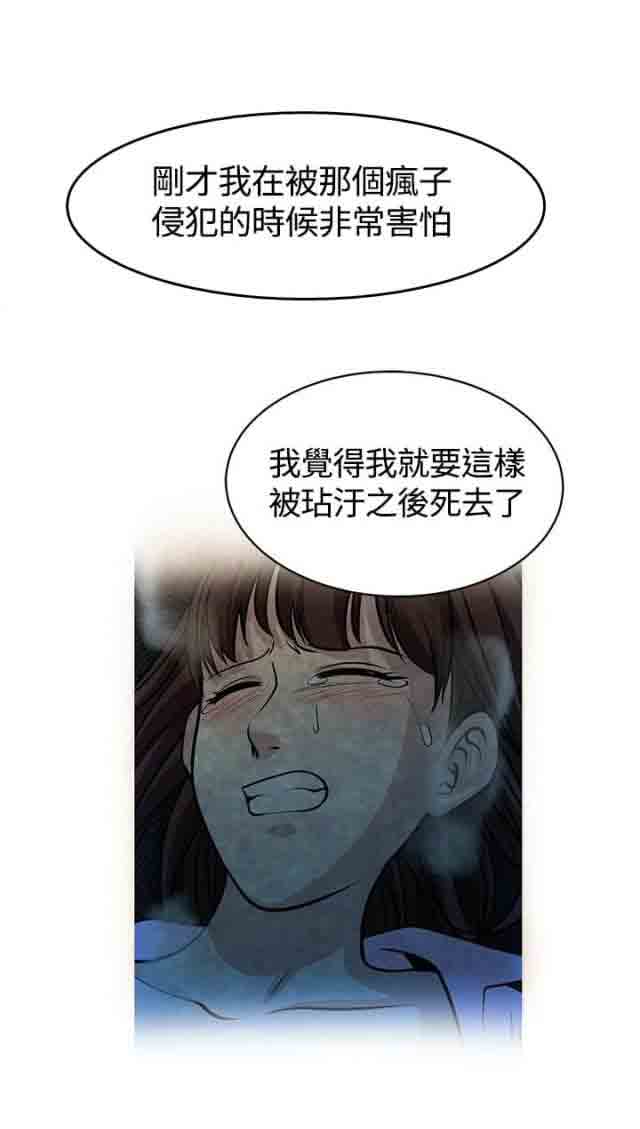 剛才我在被那個瘋子
侵犯的時候非常害怕
我覺得我就要這樣
被玷汙之後死去了